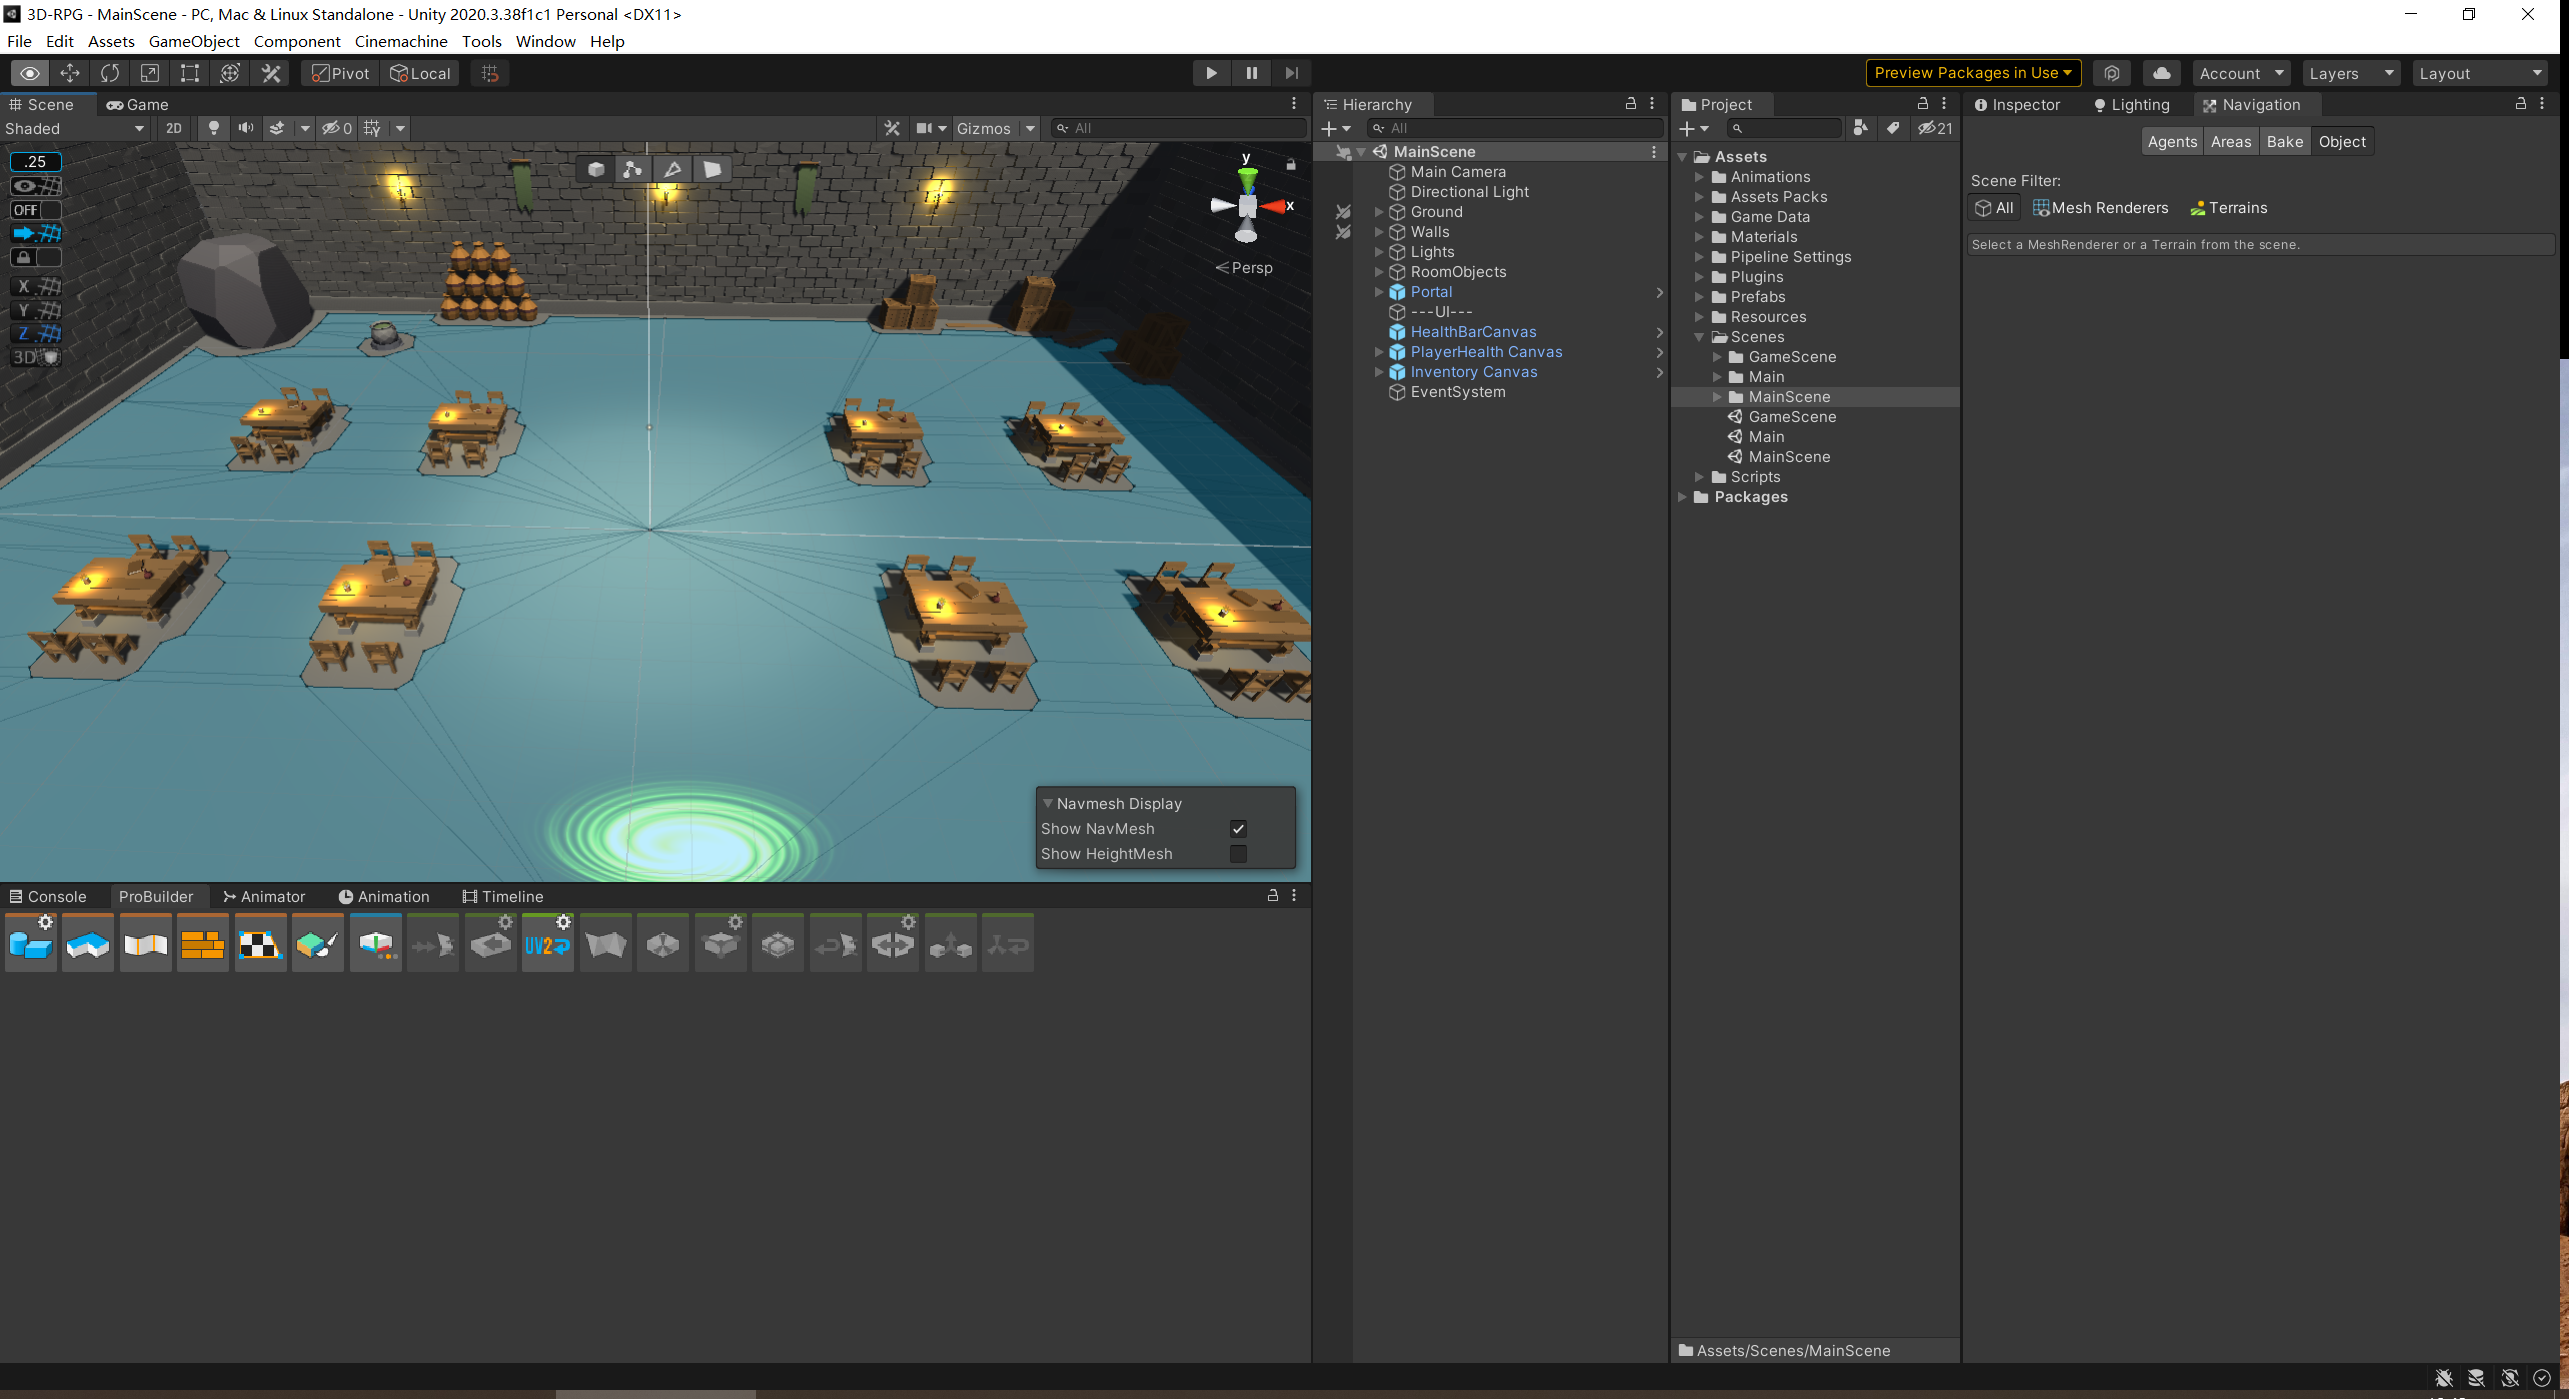 3D-RPG - MainScene - PC, Mac & Linux Standalone - Unity 2020.3.38f1c1 Personal <DX11>
File Edit Assets GameObject Component Cinemachine Tools Window Help
Pivot Local Preview Packages in Use Account Layers Layout
Scene Game
Shaded 2D 0 Gizmos All
.25
OFF
X
Y
Z
3D
y
x
Persp
Navmesh Display
Show NavMesh
Show HeightMesh
Console ProBuilder Animator Animation Timeline
UV2
Hierarchy
All
MainScene
Main Camera
Directional Light
Ground
Walls
Lights
RoomObjects
Portal
---UI---
HealthBarCanvas
PlayerHealth Canvas
Inventory Canvas
EventSystem
Project
21
Assets
Animations
Assets Packs
Game Data
Materials
Pipeline Settings
Plugins
Prefabs
Resources
Scenes
GameScene
Main
MainScene
GameScene
Main
MainScene
Scripts
Packages
Assets/Scenes/MainScene
Inspector Lighting Navigation
Agents Areas Bake Object
Scene Filter:
All Mesh Renderers Terrains
Select a MeshRenderer or a Terrain from the scene.